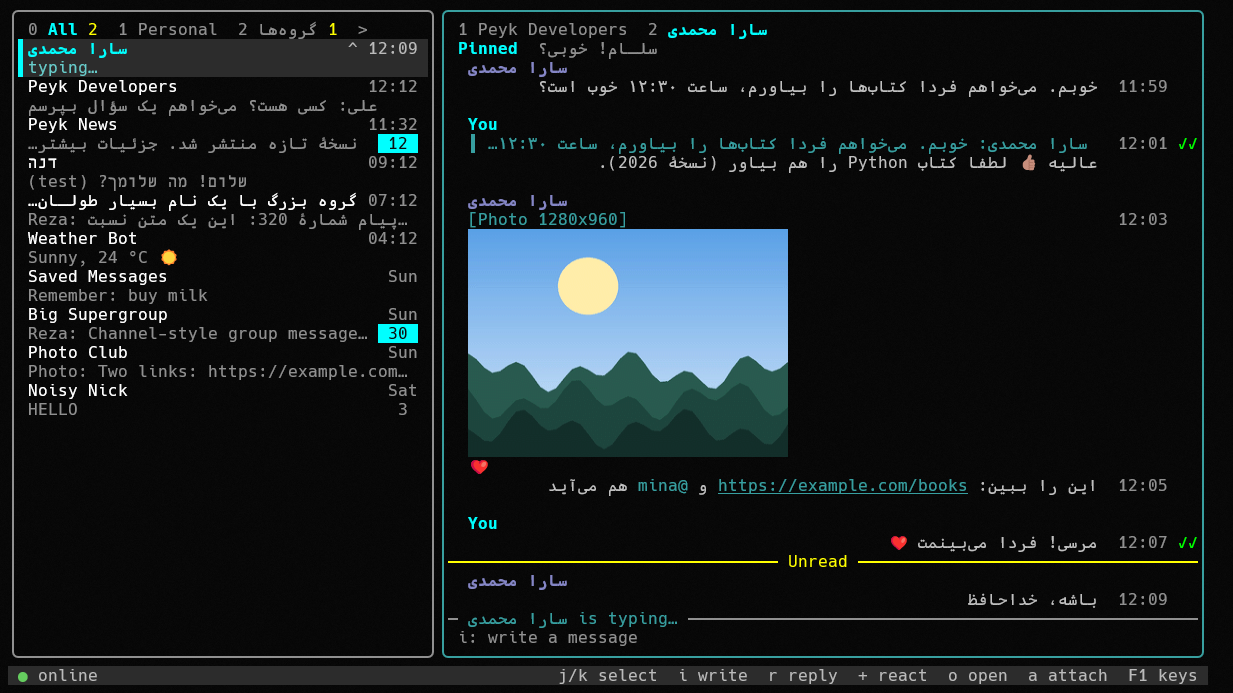 0 All 2  1 Personal  2 گروه‌ها 1  >
سارا محمدی ^ 12:09
typing…
Peyk Developers 12:12
علی: کسی هست؟ می‌خواهم یک سؤال بپرسم
Peyk News 11:32
نسخهٔ تازه منتشر شد. جزئیات بیشتر… 12
דנה 09:12
שלום! מה שלומך? (test)
گروه بزرگ با یک نام بسیار طولـــان… 07:12
Reza: پیام شمارهٔ 320: این یک متن نسبت…
Weather Bot 04:12
Sunny, 24 °C ☀️
Saved Messages Sun
Remember: buy milk
Big Supergroup Sun
Reza: Channel-style group message… 30
Photo Club Sun
Photo: Two links: https://example.com…
Noisy Nick Sat
HELLO 3
1 Peyk Developers  2 سارا محمدی
Pinned سلـــام! خوبی؟
سارا محمدی
خوبم. می‌خواهم فردا کتاب‌ها را بیاورم، ساعت ۱۲:۳۰ خوب است؟ 11:59
You
سارا محمدی: خوبم. می‌خواهم فردا کتاب‌ها را بیاورم، ساعت ۱۲:۳۰… 12:01 ✓✓
عالیه 👍🏽 لطفا کتاب Python را هم بیاور (نسخهٔ 2026).
سارا محمدی
[Photo 1280x960] 12:03
❤️
این را ببین: https://example.com/books و @mina هم می‌آید 12:05
You
مرسی! فردا می‌بینمت ❤️ 12:07 ✓✓
Unread
سارا محمدی
باشه، خداحافظ 12:09
سارا محمدی is typing…
i: write a message
● online j/k select  i write  r reply  + react  o open  a attach  F1 keys